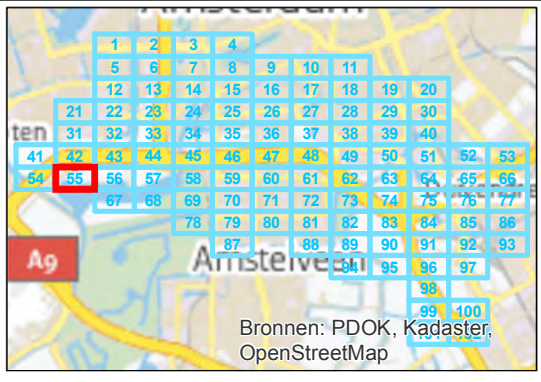 Amsterdam
1 2 3 4
5 6 7 8 9 10 11
12 13 14 15 16 17 18 19 20
21 22 23 24 25 26 27 28 29 30
ten 31 32 33 34 35 36 37 38 39 40
41 42 43 44 45 46 47 48 49 50 51 52 53
54 55 56 57 58 59 60 61 62 63 64 65 66
67 68 69 70 71 72 73 74 75 76 77
78 79 80 81 82 83 84 85 86
A9 Amstelveen 87 88 89 90 91 92 93
94 95 96 97
98
99 100
101 102
Bronnen: PDOK, Kadaster,
OpenStreetMap